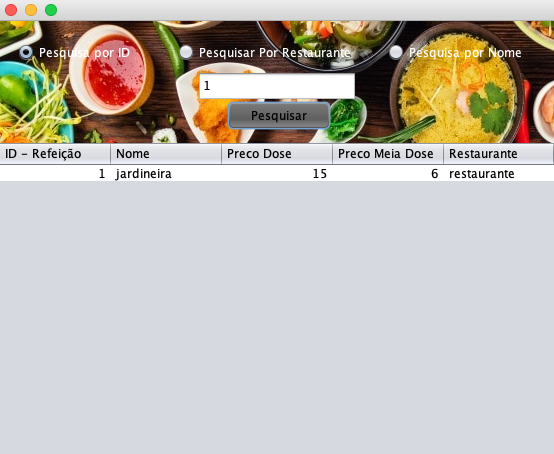 Pesquisa por ID Pesquisar Por Restaurante Pesquisa por Nome
1
Pesquisar
ID - Refeição Nome Preco Dose Preco Meia Dose Restaurante
1 jardineira 15 6 restaurante